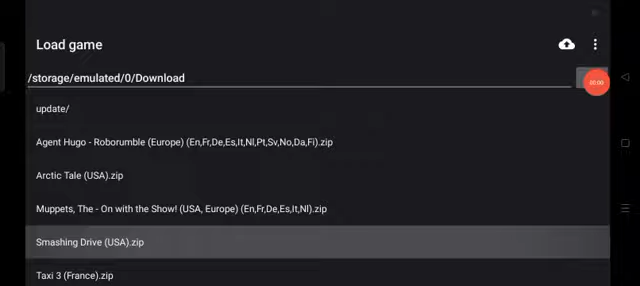 Load game
/storage/emulated/0/Download
00:00
update/
Agent Hugo - Roborumble (Europe) (En,Fr,De,Es,It,Nl,Pt,Sv,No,Da,Fi).zip
Arctic Tale (USA).zip
Muppets, The - On with the Show! (USA, Europe) (En,Fr,De,Es,It,Nl).zip
Smashing Drive (USA).zip
Taxi 3 (France).zip